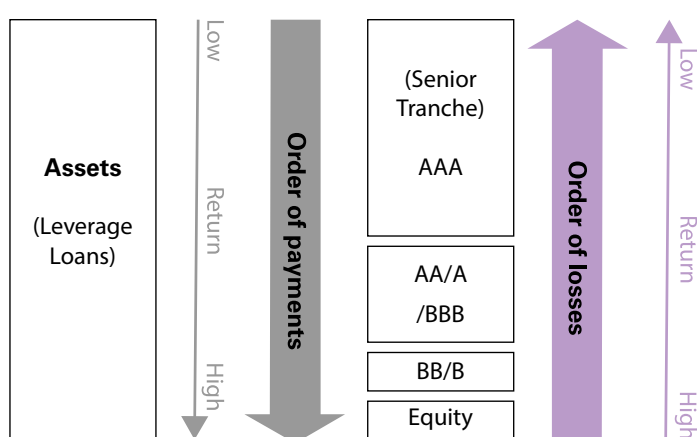 Assets
(Leverage
Loans)
Low
Return
High
Order of payments
(Senior
Tranche)
AAA
AA/A
/BBB
BB/B
Equity
Order of losses
Low
Return
High